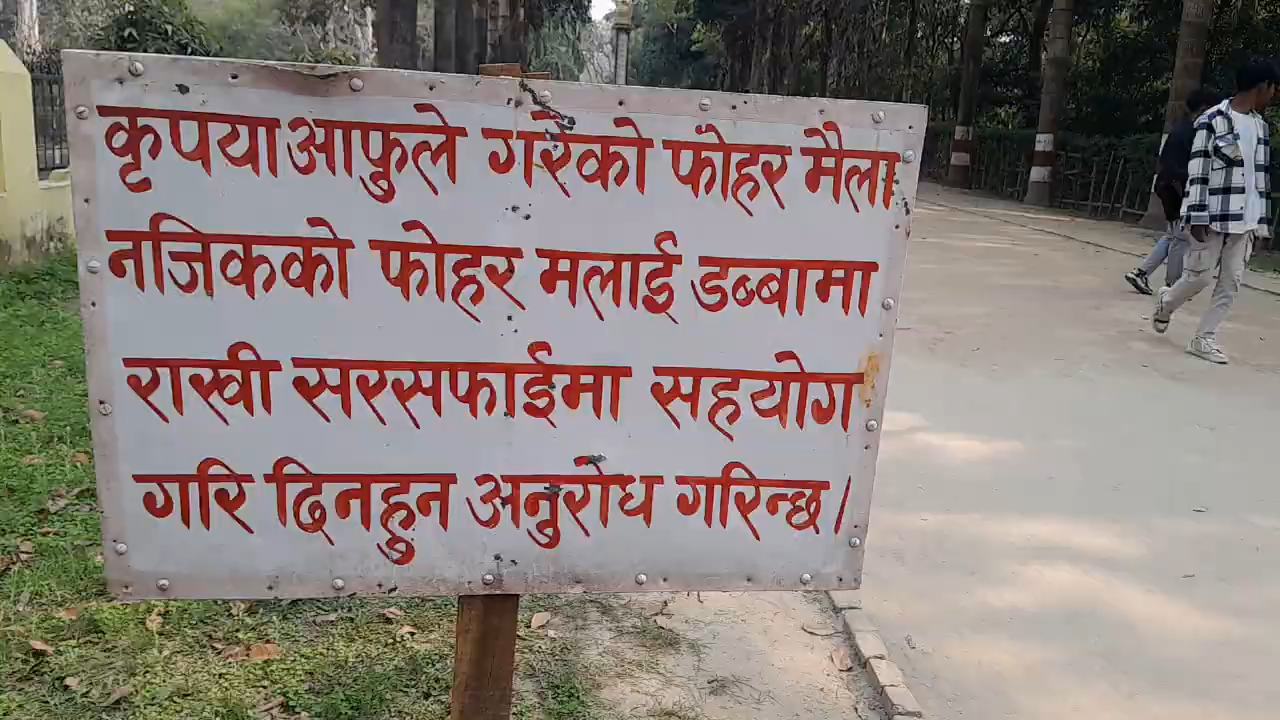 कृपया आफुले गरेको फोहर मैला
नजिकको फोहर मलाई डब्बामा
राखी सरसफाईमा सहयोग
गरि दिनहुन अनुरोध गरिन्छ।